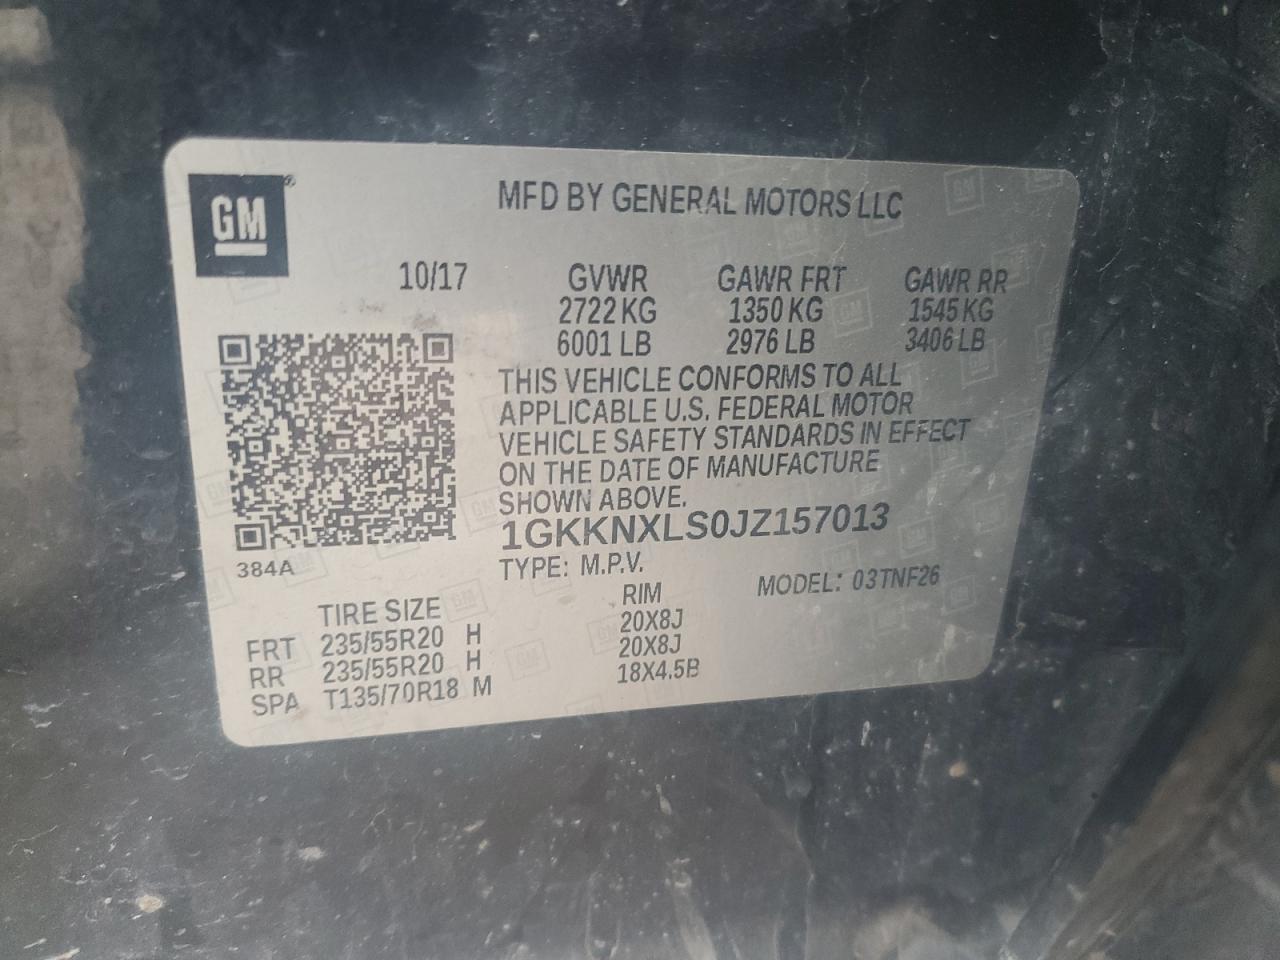 GM
MFD BY GENERAL MOTORS LLC
10/17 GVWR GAWR FRT GAWR RR
2722 KG 1350 KG 1545 KG
6001 LB 2976 LB 3406 LB
THIS VEHICLE CONFORMS TO ALL
APPLICABLE U.S. FEDERAL MOTOR
VEHICLE SAFETY STANDARDS IN EFFECT
ON THE DATE OF MANUFACTURE
SHOWN ABOVE.
1GKKNXLS0JZ157013
384A
TYPE: M.P.V. MODEL: 03TNF26
TIRE SIZE RIM
FRT 235/55R20 H 20X8J
RR 235/55R20 H 20X8J
SPA T135/70R18 M 18X4.5B